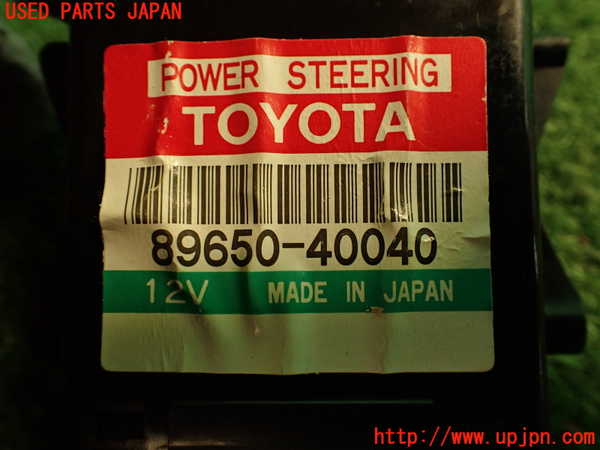 USED PARTS JAPAN
POWER STEERING
TOYOTA
89650-40040
12V MADE IN JAPAN
http://www.upjpn.com/